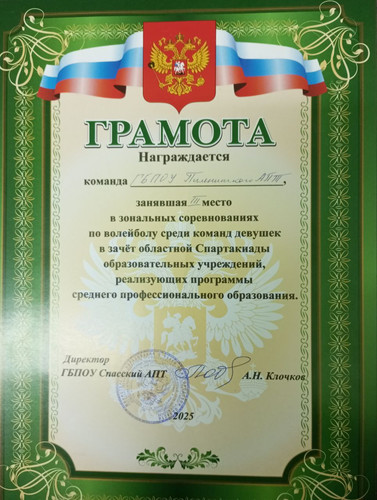 ГРАМОТА
Награждается
команда ГБПОУ
занявшая место
в зональных соревнованиях
по волейболу среди команд девушек
в зачёт областной Спартакиады
образовательных учреждений,
реализующих программы
среднего профессионального образования.
Директор
ГБПОУ Спасский АПТ А.Н. Клочков
2025